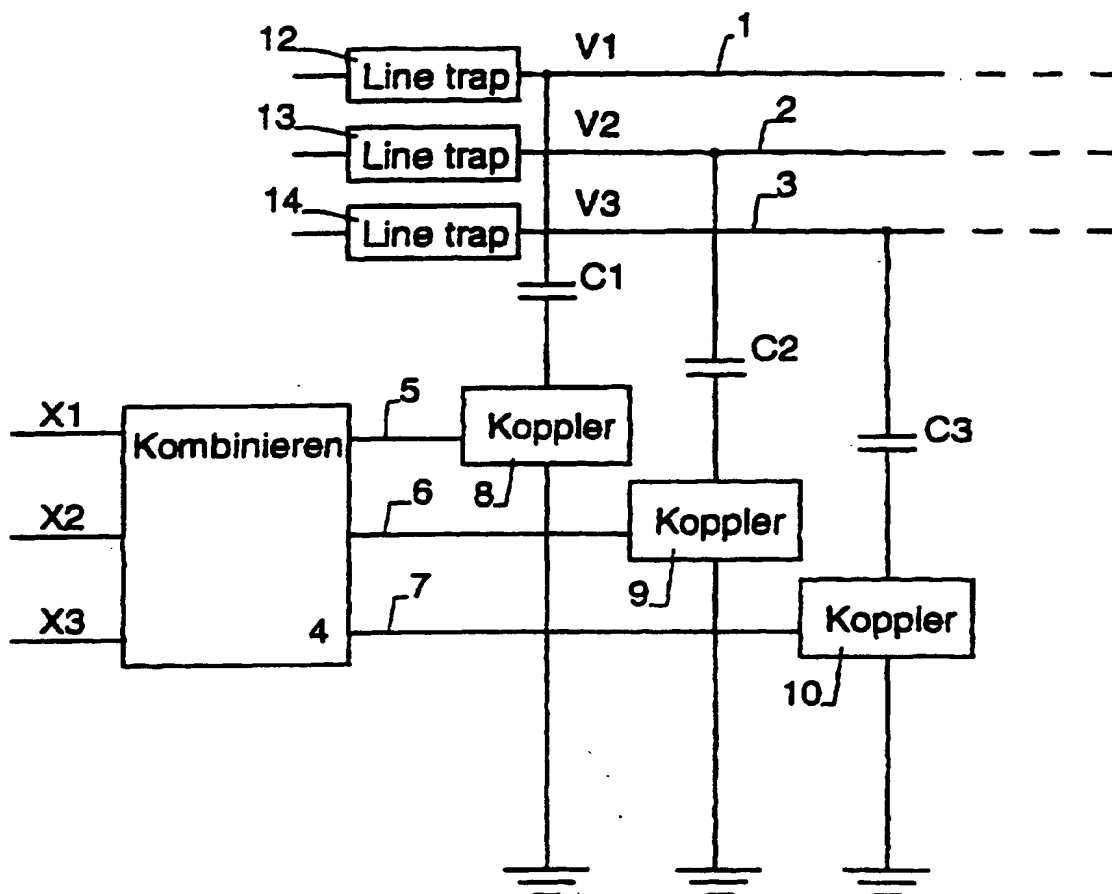 12 Line trap V1 1
13 Line trap V2 2
14 Line trap V3 3
C1
C2
C3
X1 Kombinieren 5 Koppler
8
X2 6 Koppler
9
X3 4 7 Koppler
10